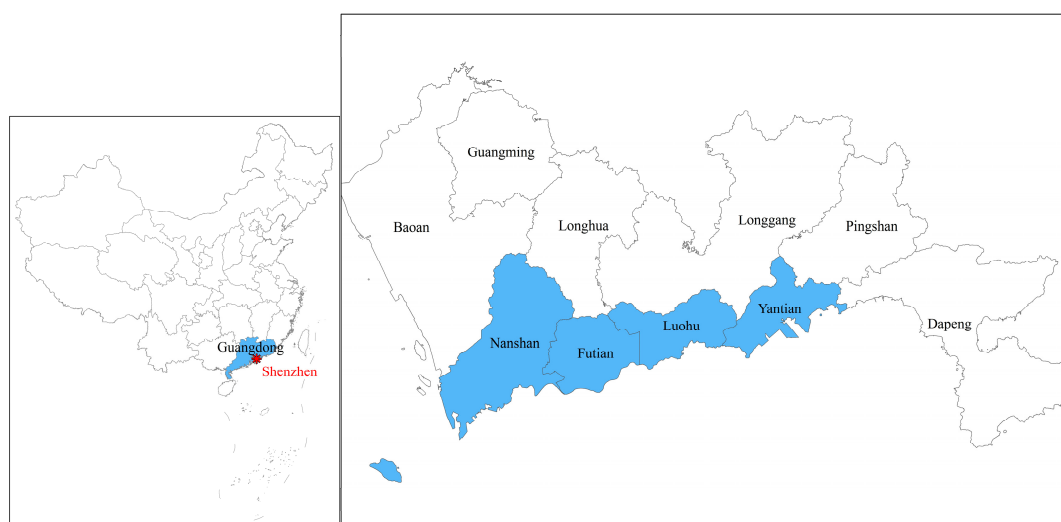 Guangdong
Shenzhen
Guangming
Baoan
Longhua
Longgang
Pingshan
Nanshan
Futian
Luohu
Yantian
Dapeng